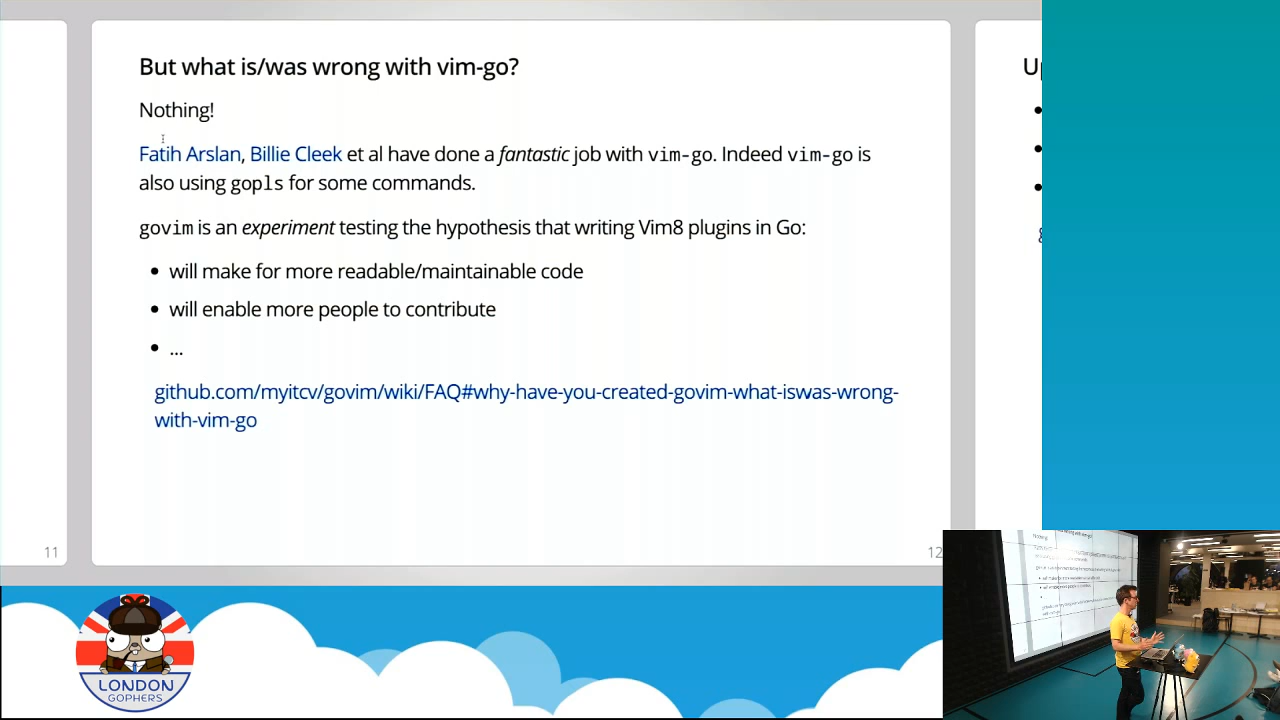 But what is/was wrong with vim-go?
Nothing!
Fatih Arslan, Billie Cleek et al have done a fantastic job with vim-go. Indeed vim-go is
also using gopls for some commands.
govim is an experiment testing the hypothesis that writing Vim8 plugins in Go:
• will make for more readable/maintainable code
• will enable more people to contribute
• ...
github.com/myitcv/govim/wiki/FAQ#why-have-you-created-govim-what-iswas-wrong-
with-vim-go
11
12
LONDON
GOPHERS